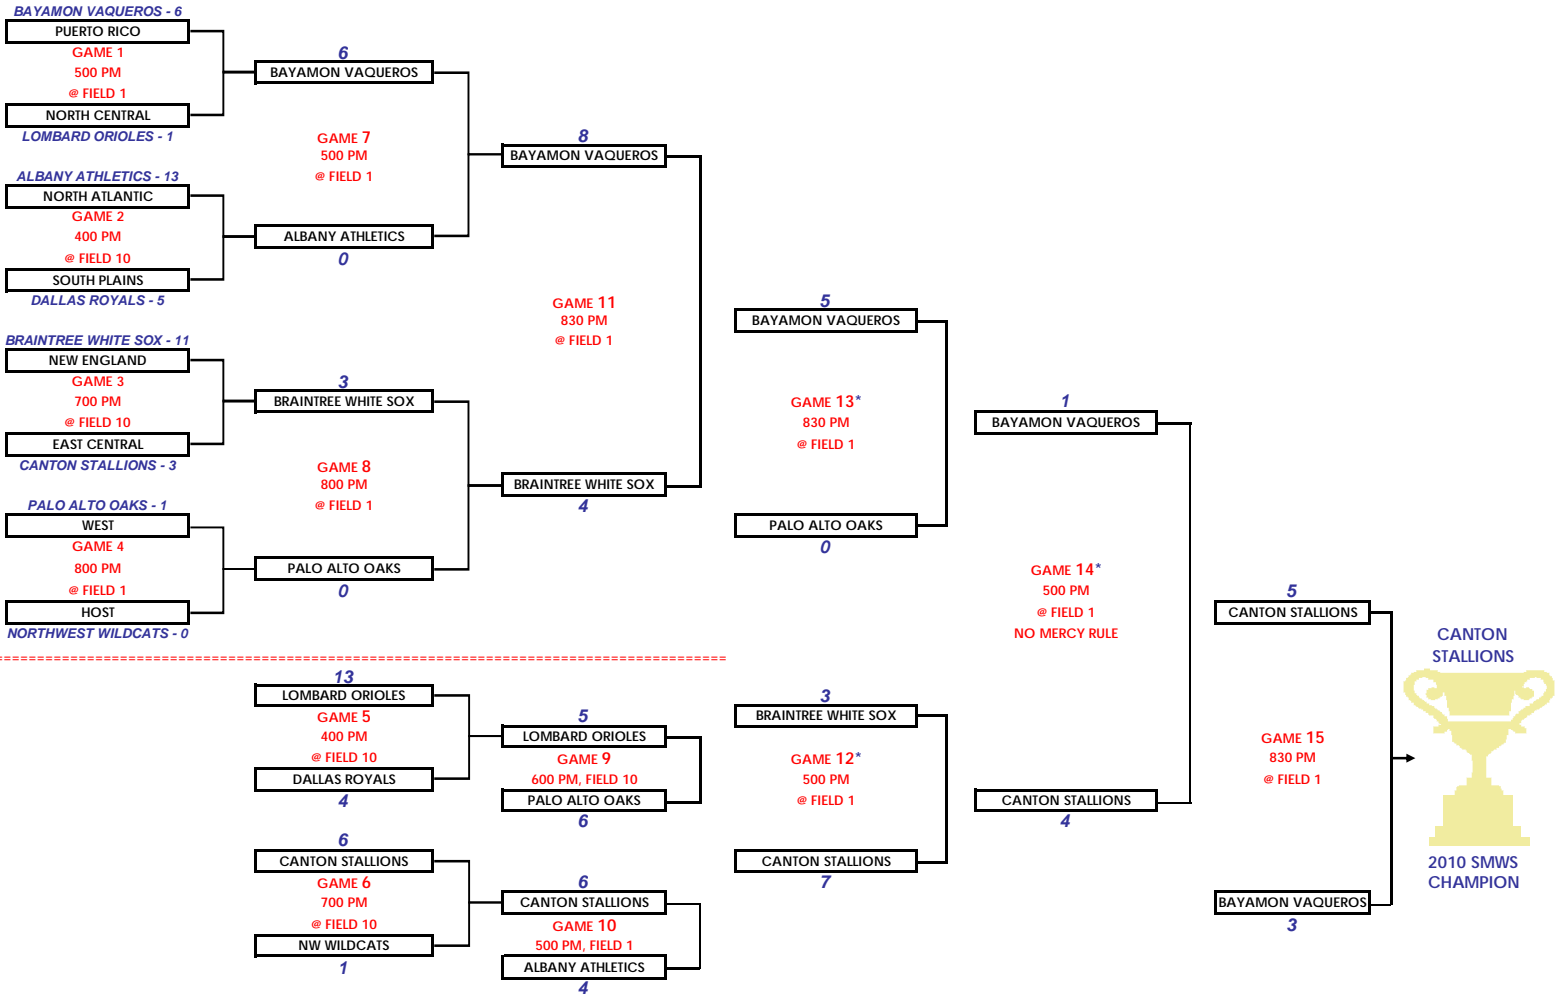 BAYAMON VAQUEROS - 6
PUERTO RICO
GAME 1
500 PM
@ FIELD 1
NORTH CENTRAL
LOMBARD ORIOLES - 1
ALBANY ATHLETICS - 13
NORTH ATLANTIC
GAME 2
400 PM
@ FIELD 10
SOUTH PLAINS
DALLAS ROYALS - 5
BRAINTREE WHITE SOX - 11
NEW ENGLAND
GAME 3
700 PM
@ FIELD 10
EAST CENTRAL
CANTON STALLIONS - 3
PALO ALTO OAKS - 1
WEST
GAME 4
800 PM
@ FIELD 1
HOST
NORTHWEST WILDCATS - 0
6
BAYAMON VAQUEROS
GAME 7
500 PM
@ FIELD 1
ALBANY ATHLETICS
0
3
BRAINTREE WHITE SOX
GAME 8
800 PM
@ FIELD 1
PALO ALTO OAKS
0
8
BAYAMON VAQUEROS
GAME 11
830 PM
@ FIELD 1
BRAINTREE WHITE SOX
4
13
LOMBARD ORIOLES
GAME 5
400 PM
@ FIELD 10
DALLAS ROYALS
4
6
CANTON STALLIONS
GAME 6
700 PM
@ FIELD 10
NW WILDCATS
1
5
LOMBARD ORIOLES
GAME 9
600 PM, FIELD 10
PALO ALTO OAKS
6
6
CANTON STALLIONS
GAME 10
500 PM, FIELD 1
ALBANY ATHLETICS
4
5
BAYAMON VAQUEROS
GAME 13*
830 PM
@ FIELD 1
PALO ALTO OAKS
0
3
BRAINTREE WHITE SOX
GAME 12*
500 PM
@ FIELD 1
CANTON STALLIONS
7
1
BAYAMON VAQUEROS
GAME 14*
500 PM
@ FIELD 1
NO MERCY RULE
CANTON STALLIONS
4
5
CANTON STALLIONS
GAME 15
830 PM
@ FIELD 1
BAYAMON VAQUEROS
3
CANTON
STALLIONS
2010 SMWS
CHAMPION